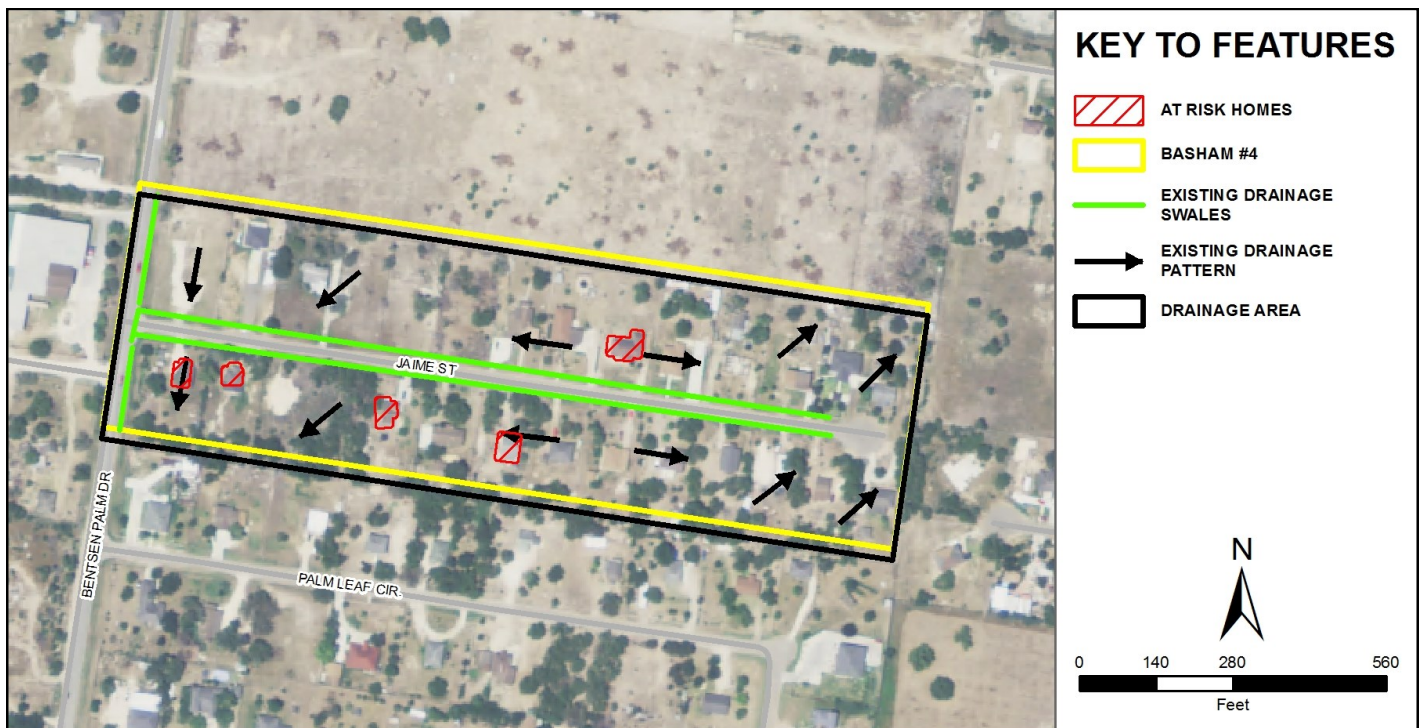 KEY TO FEATURES
AT RISK HOMES
BASHAM #4
EXISTING DRAINAGE
SWALES
EXISTING DRAINAGE
PATTERN
DRAINAGE AREA
JAIME ST
BENTSEN PALM DR
PALM LEAF CIR.
N
0 140 280 560
Feet